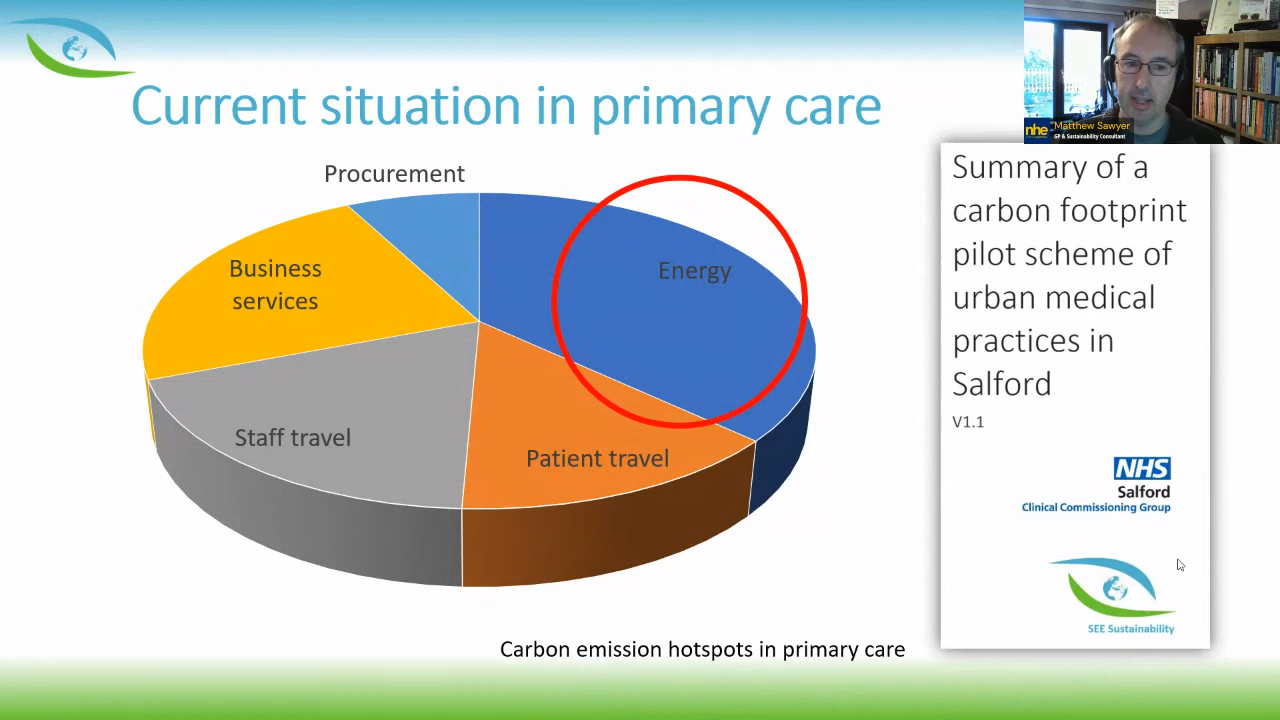 Current situation in primary care
nhe
Matthew Sawyer
GP & Sustainability Consultant
Procurement
Energy
Business
services
Staff travel
Patient travel
Carbon emission hotspots in primary care
Summary of a
carbon footprint
pilot scheme of
urban medical
practices in
Salford
V1.1
NHS
Salford
Clinical Commissioning Group
SEE Sustainability